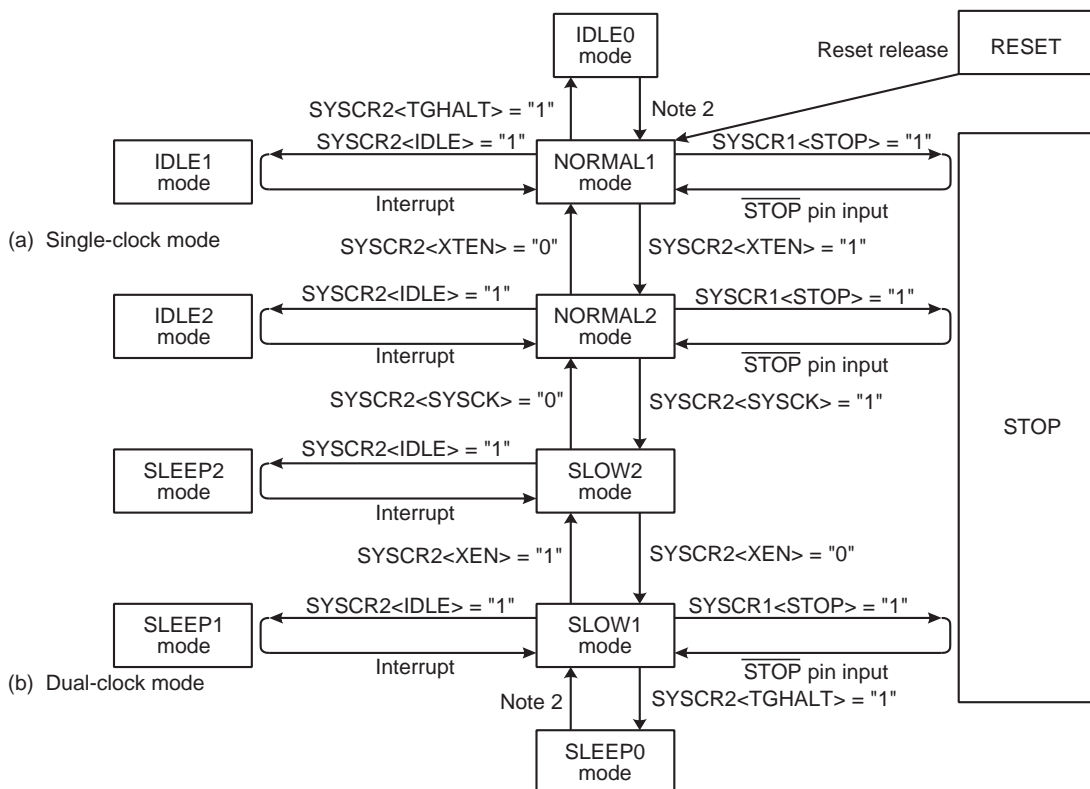 IDLE0
mode
Reset release
RESET
SYSCR2<TGHALT> = "1"
Note 2
IDLE1
mode
SYSCR2<IDLE> = "1"
Interrupt
NORMAL1
mode
SYSCR1<STOP> = "1"
STOP pin input
(a) Single-clock mode
SYSCR2<XTEN> = "0"
SYSCR2<XTEN> = "1"
IDLE2
mode
SYSCR2<IDLE> = "1"
Interrupt
NORMAL2
mode
SYSCR1<STOP> = "1"
STOP pin input
SYSCR2<SYSCK> = "0"
SYSCR2<SYSCK> = "1"
STOP
SLEEP2
mode
SYSCR2<IDLE> = "1"
Interrupt
SLOW2
mode
SYSCR2<XEN> = "1"
SYSCR2<XEN> = "0"
SLEEP1
mode
SYSCR2<IDLE> = "1"
Interrupt
SLOW1
mode
SYSCR1<STOP> = "1"
STOP pin input
(b) Dual-clock mode
Note 2
SYSCR2<TGHALT> = "1"
SLEEP0
mode